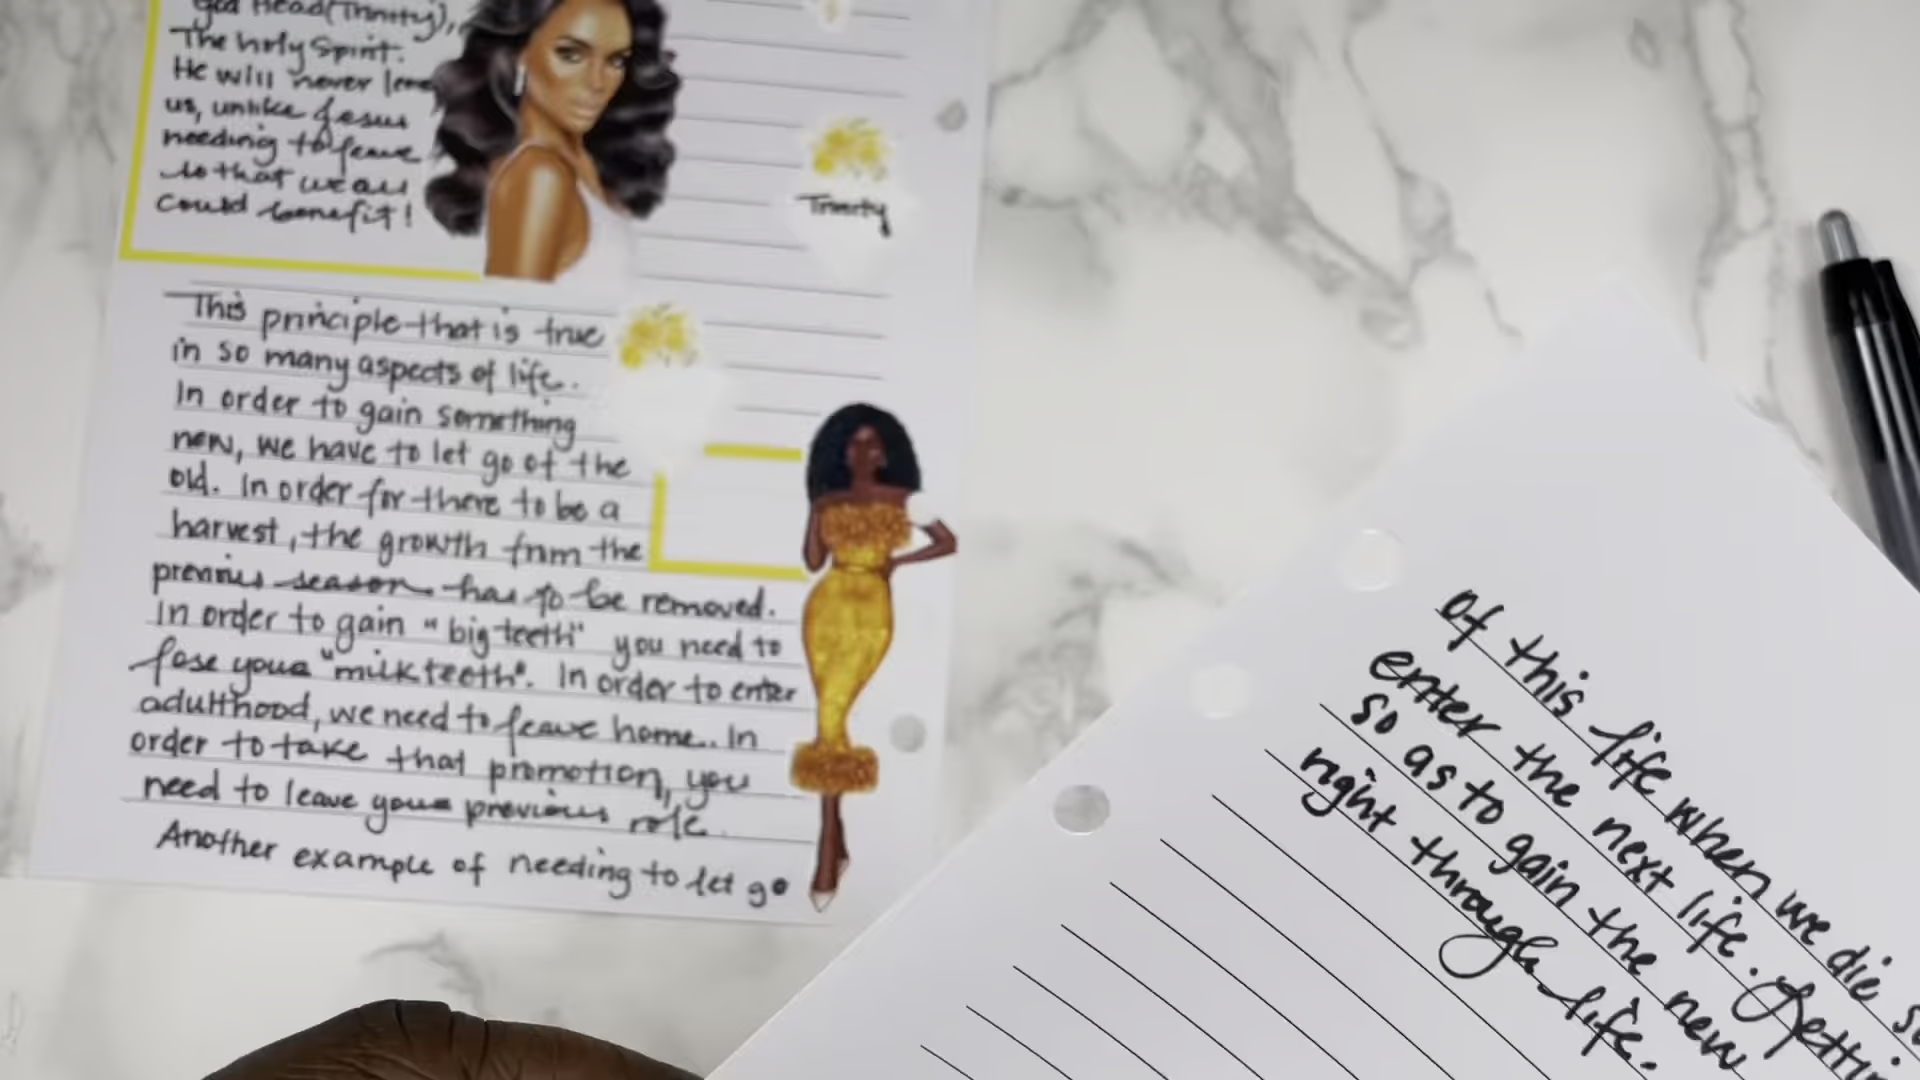 God Head (Trinity),
The holy Spirit.
He will never leave
us, unlike Jesus
needing to leave
so that we all
could benefit!
Trinity
This principle that is true
in so many aspects of life.
In order to gain something
new, we have to let go of the
old. In order for there to be a
harvest, the growth from the
previous season has to be removed.
In order to gain "big teeth" you need to
lose your "milk teeth". In order to enter
adulthood, we need to leave home. In
order to take that promotion, you
need to leave your previous role.
Another example of needing to let go
of this life when we die
enter the next life.
so as to gain the new
right through life.